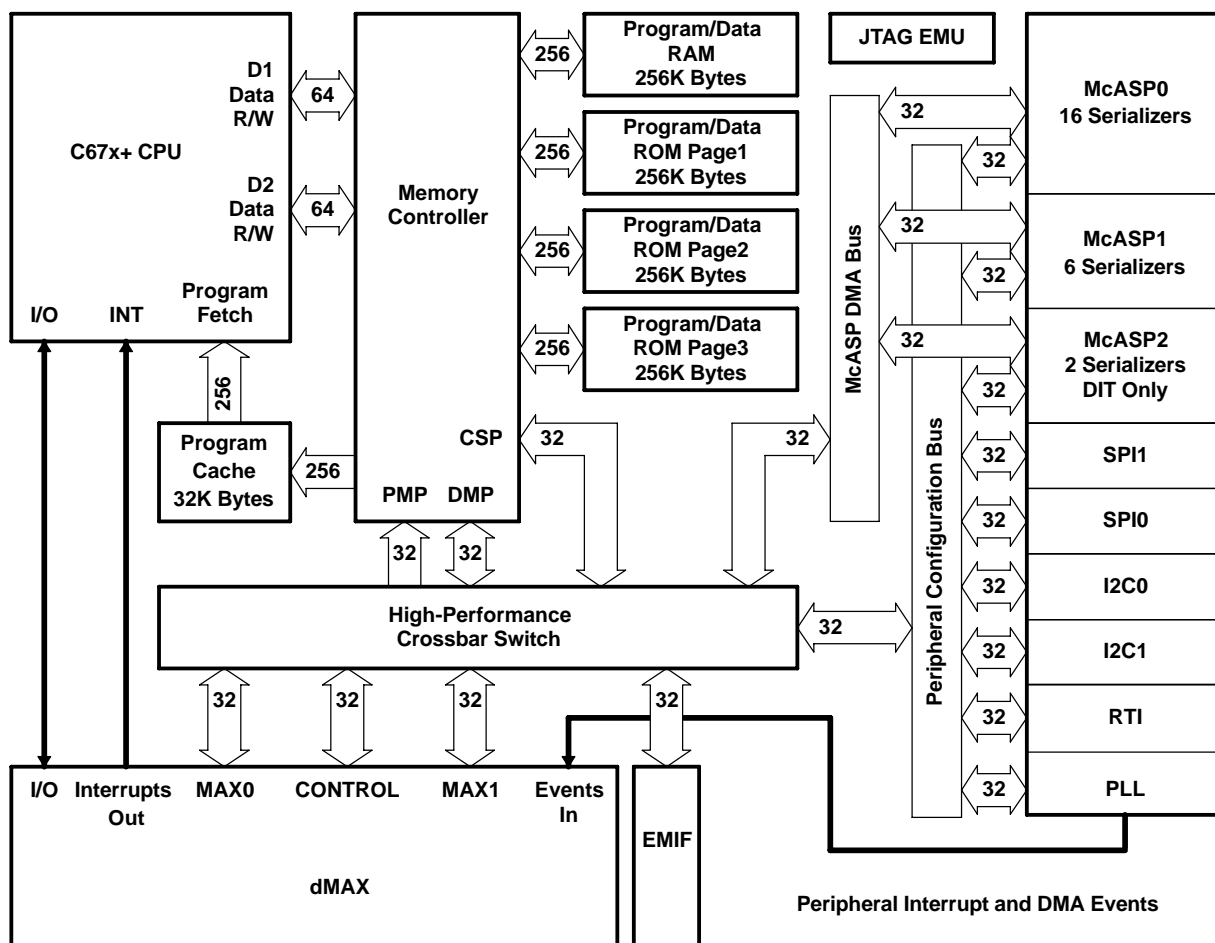 C67x+ CPU
D1
Data
R/W
D2
Data
R/W
I/O
INT
Program
Fetch
64
64
256
Program
Cache
32K Bytes
256
Memory
Controller
CSP
PMP
DMP
32
32
32
256
Program/Data
RAM
256K Bytes
256
Program/Data
ROM Page1
256K Bytes
256
Program/Data
ROM Page2
256K Bytes
256
Program/Data
ROM Page3
256K Bytes
JTAG EMU
McASP DMA Bus
Peripheral Configuration Bus
32
32
32
32
32
32
32
32
32
32
32
32
32
32
McASP0
16 Serializers
McASP1
6 Serializers
McASP2
2 Serializers
DIT Only
SPI1
SPI0
I2C0
I2C1
RTI
PLL
High-Performance
Crossbar Switch
32
32
32
32
I/O
Interrupts
Out
MAX0
CONTROL
MAX1
Events
In
dMAX
EMIF
Peripheral Interrupt and DMA Events